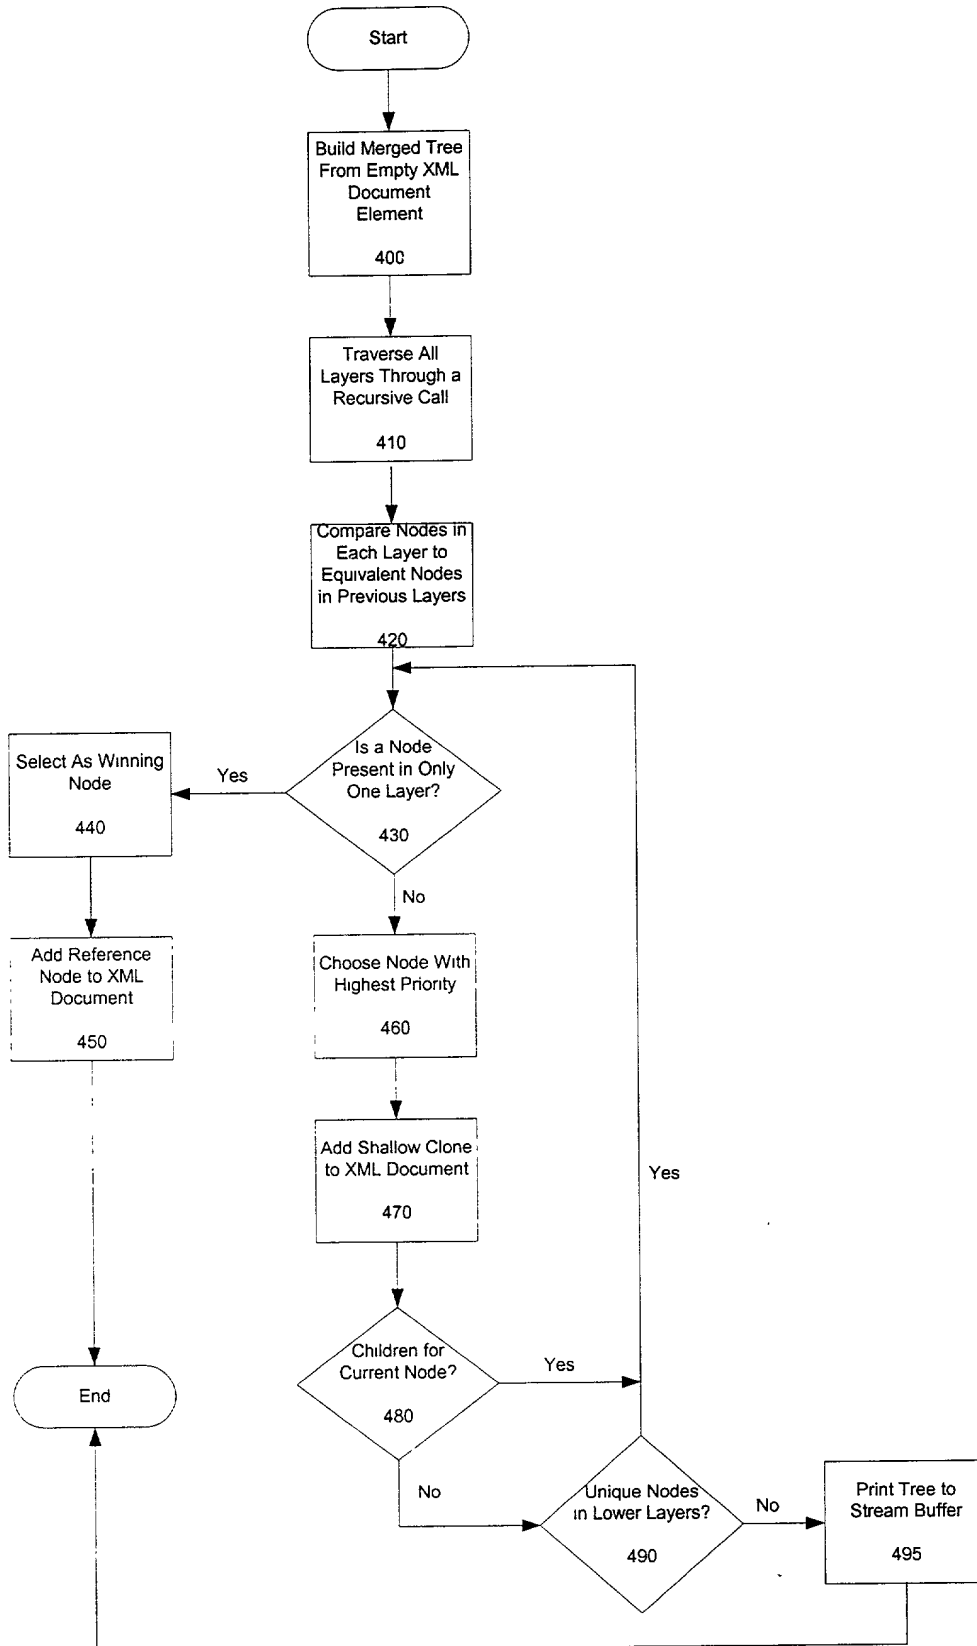 Start
Build Merged Tree
From Empty XML
Document
Element
400
Traverse All
Layers Through a
Recursive Call
410
Compare Nodes in
Each Layer to
Equivalent Nodes
in Previous Layers
420
Is a Node
Present in Only
One Layer?
430
Yes
Select As Winning
Node
440
No
Add Reference
Node to XML
Document
450
Choose Node With
Highest Priority
460
Add Shallow Clone
to XML Document
470
Yes
Children for
Current Node?
480
Yes
End
No
Unique Nodes
in Lower Layers?
490
No
Print Tree to
Stream Buffer
495